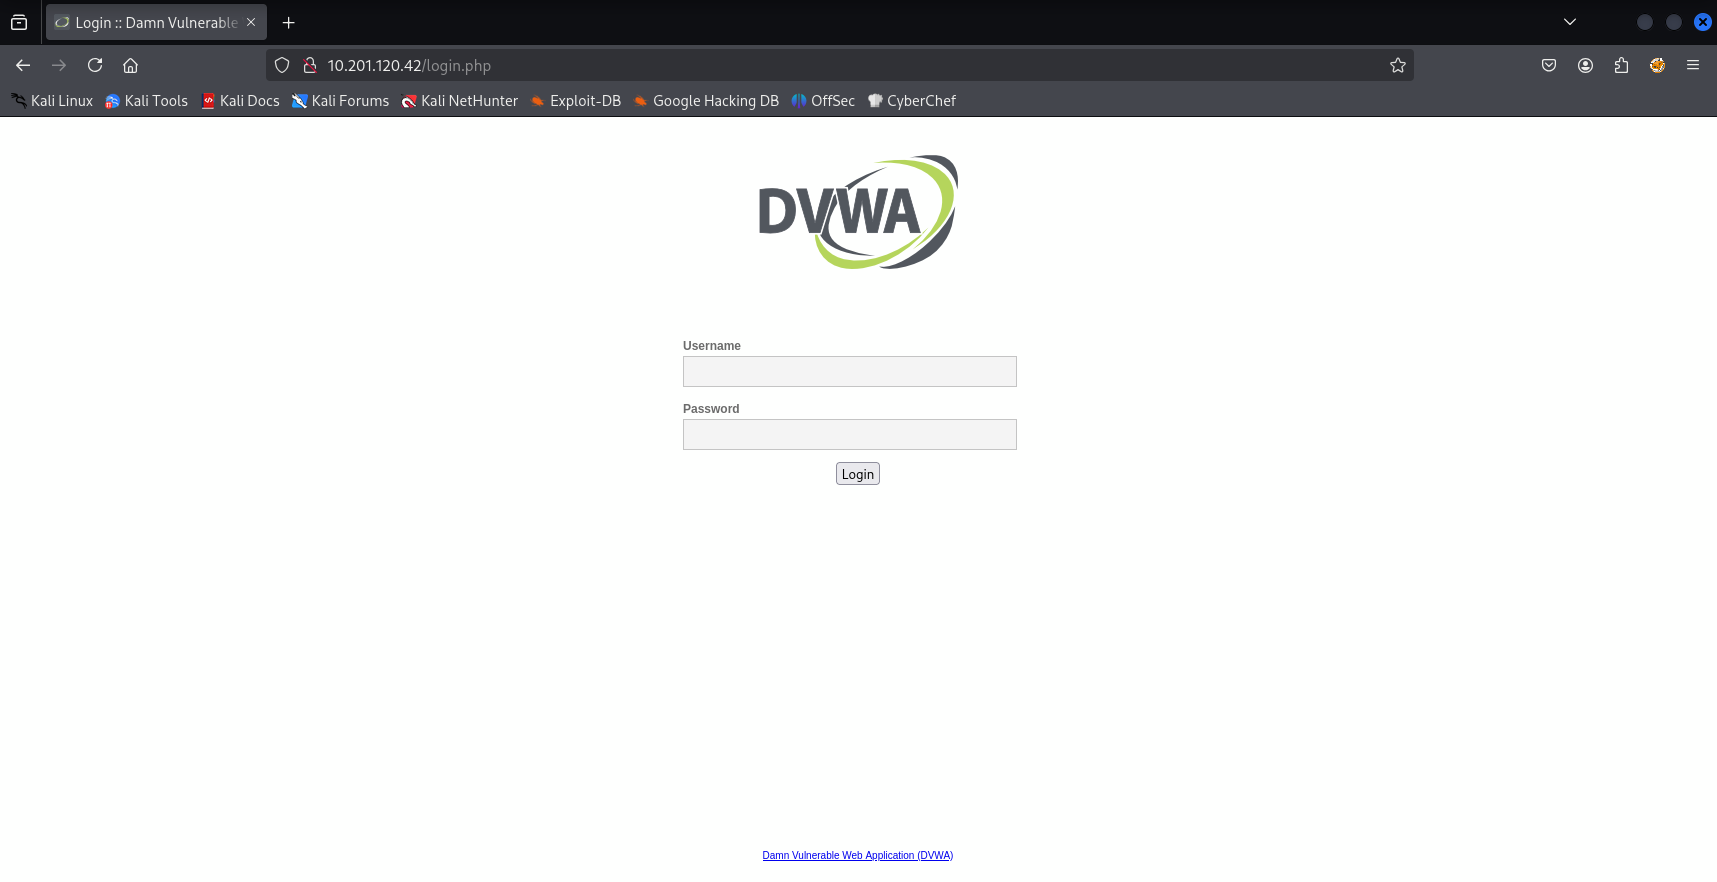 Login :: Damn Vulnerable
10.201.120.42/login.php
Kali Linux Kali Tools Kali Docs Kali Forums Kali NetHunter Exploit-DB Google Hacking DB OffSec CyberChef
DVWA
Username
Password
Login
Damn Vulnerable Web Application (DVWA)